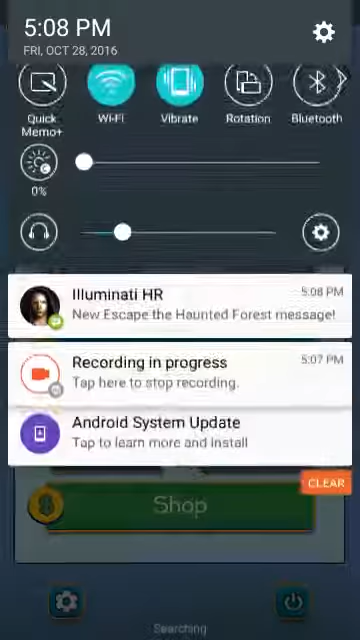 5:08 PM
FRI, OCT 28, 2016
Quick
Memo+
Wi-Fi
Vibrate
Rotation
Bluetooth
0%
Illuminati HR
5:08 PM
New Escape the Haunted Forest message!
Recording in progress
5:07 PM
Tap here to stop recording.
Android System Update
Tap to learn more and install
CLEAR
Shop
Searching